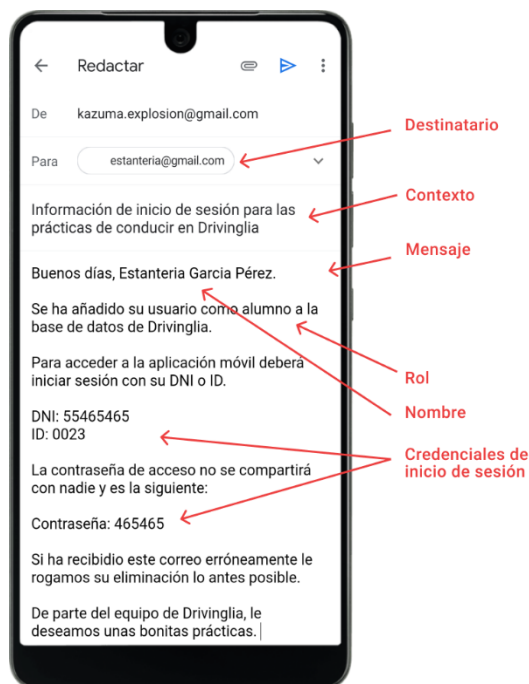 Redactar
De kazuma.explosion@gmail.com
Para estanteria@gmail.com
Destinatario
Información de inicio de sesión para las
prácticas de conducir en Drivinglia
Contexto
Mensaje
Buenos días, Estanteria Garcia Pérez.
Se ha añadido su usuario como alumno a la
base de datos de Drivinglia.
Para acceder a la aplicación móvil deberá
iniciar sesión con su DNI o ID.
Rol
Nombre
DNI: 55465465
ID: 0023
Credenciales de
inicio de sesión
La contraseña de acceso no se compartirá
con nadie y es la siguiente:
Contraseña: 465465
Si ha recibidio este correo erróneamente le
rogamos su eliminación lo antes posible.
De parte del equipo de Drivinglia, le
deseamos unas bonitas prácticas.